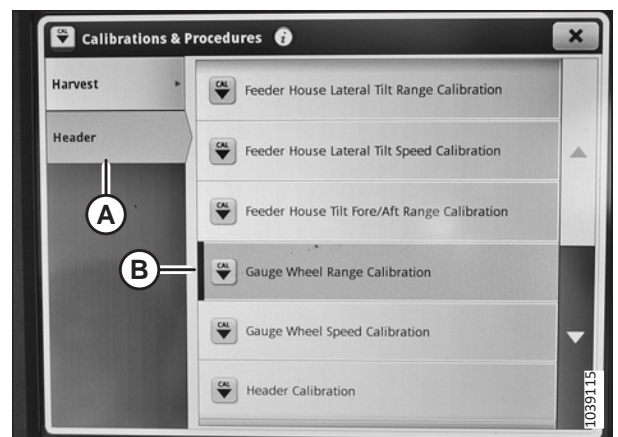 CAL Calibrations & Procedures i X
Harvest
Header
CAL Feeder House Lateral Tilt Range Calibration
CAL Feeder House Lateral Tilt Speed Calibration
CAL Feeder House Tilt Fore/Aft Range Calibration
CAL Gauge Wheel Range Calibration
CAL Gauge Wheel Speed Calibration
CAL Header Calibration
A
B
1039115